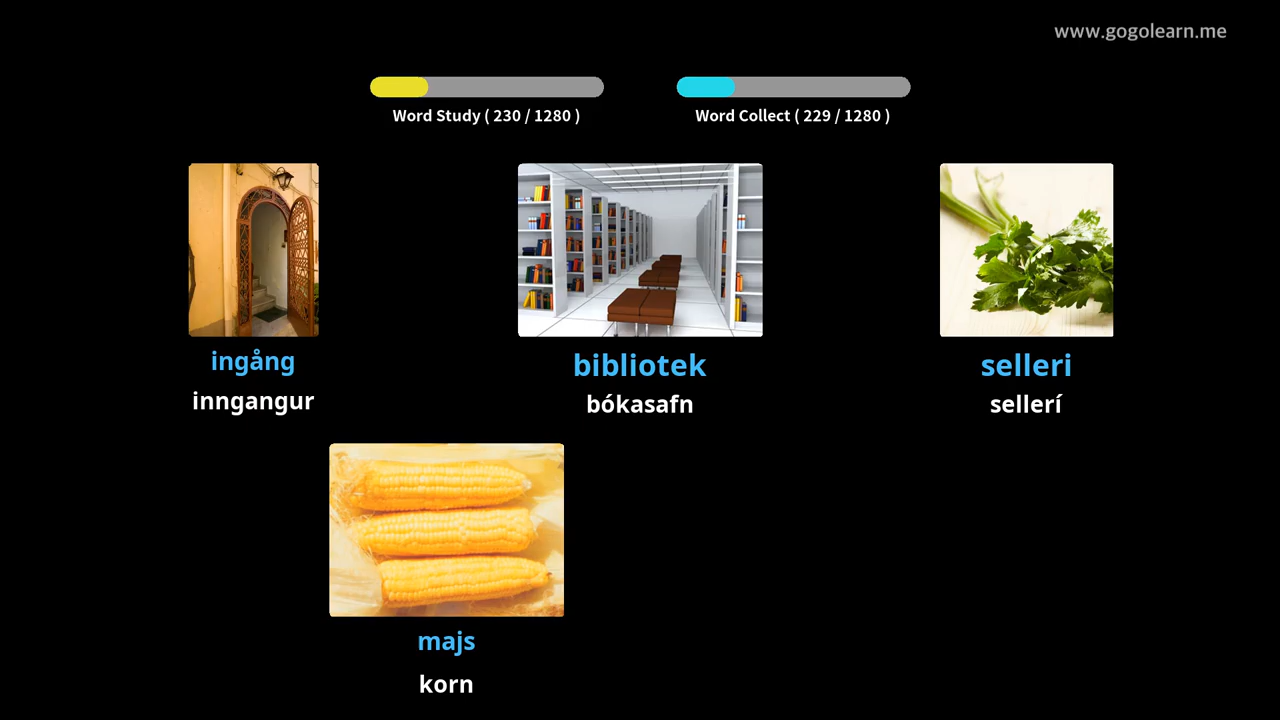 www.gogolearn.me
Word Study ( 230 / 1280 )
Word Collect ( 229 / 1280 )
ingång
inngangur
bibliotek
bókasafn
selleri
sellerí
majs
korn